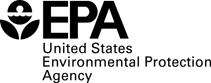 EPA
United States
Environmental Protection
Agency